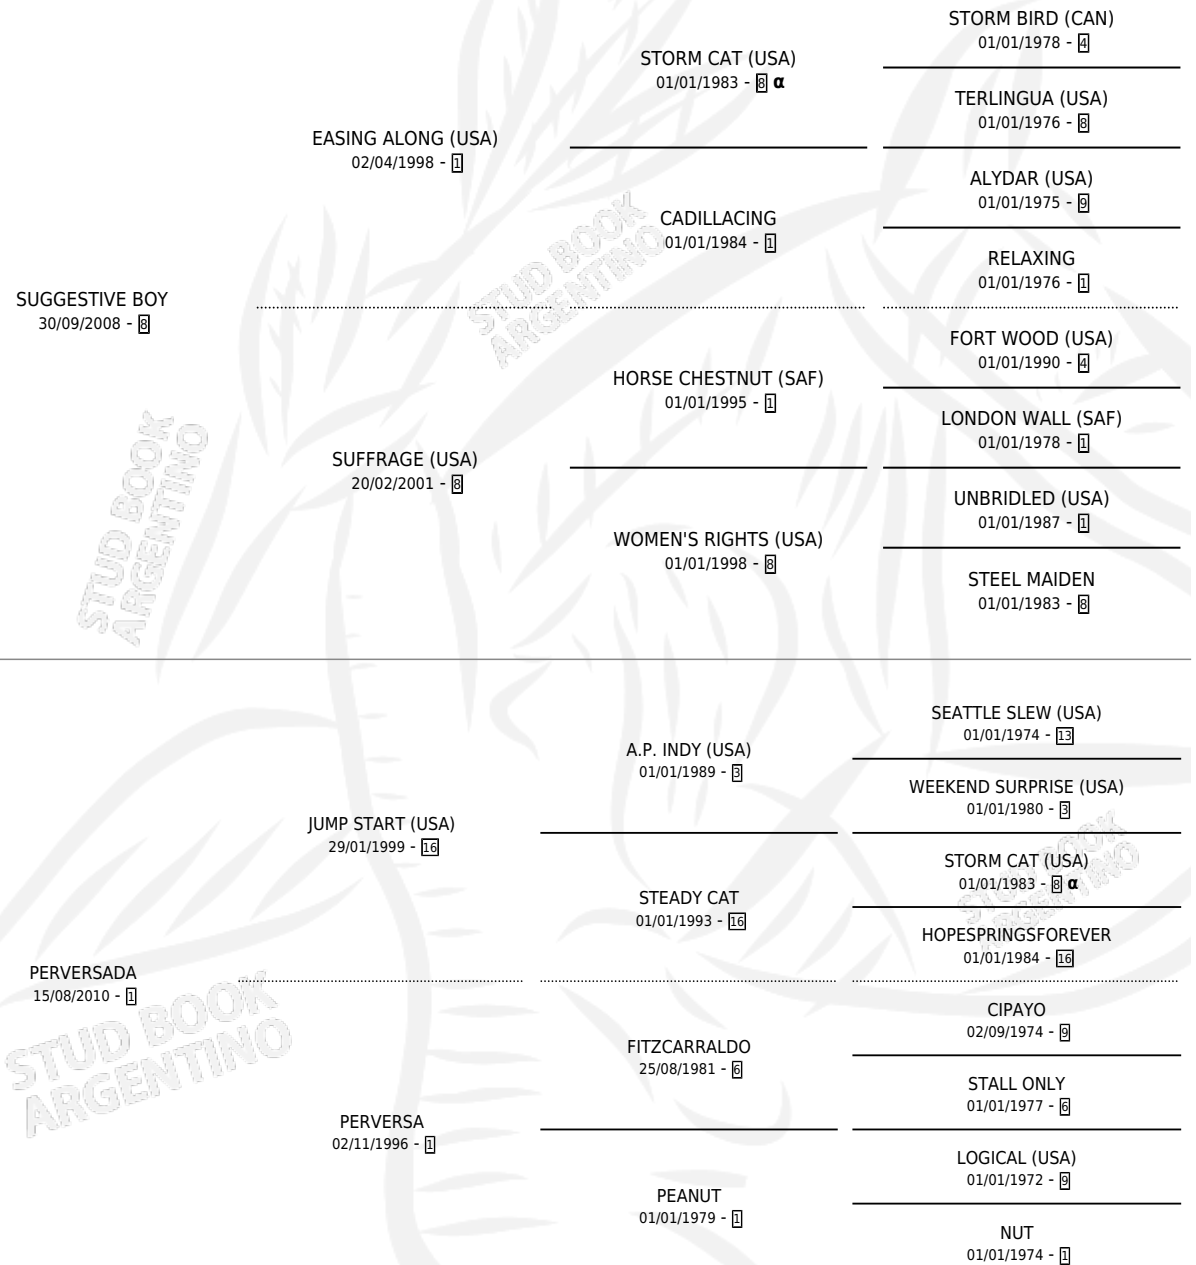 STORM BIRD (CAN)
01/01/1978 - 4
STORM CAT (USA)
01/01/1983 - 8 α
TERLINGUA (USA)
01/01/1976 - 8
EASING ALONG (USA)
02/04/1998 - 1
ALYDAR (USA)
01/01/1975 - 9
CADILLACING
01/01/1984 - 1
RELAXING
01/01/1976 - 1
SUGGESTIVE BOY
30/09/2008 - 8
FORT WOOD (USA)
01/01/1990 - 4
HORSE CHESTNUT (SAF)
01/01/1995 - 1
LONDON WALL (SAF)
01/01/1978 - 1
SUFFRAGE (USA)
20/02/2001 - 8
UNBRIDLED (USA)
01/01/1987 - 1
WOMEN'S RIGHTS (USA)
01/01/1998 - 8
STEEL MAIDEN
01/01/1983 - 8
STUD BOOK
ARGENTINO
STUD BOOK
ARGENTINO
SEATTLE SLEW (USA)
01/01/1974 - 13
A.P. INDY (USA)
01/01/1989 - 3
WEEKEND SURPRISE (USA)
01/01/1980 - 3
JUMP START (USA)
29/01/1999 - 16
STORM CAT (USA)
01/01/1983 - 8 α
STEADY CAT
01/01/1993 - 16
HOPESPRINGSFOREVER
01/01/1984 - 16
PERVERSADA
15/08/2010 - 1
CIPAYO
02/09/1974 - 9
FITZCARRALDO
25/08/1981 - 6
STALL ONLY
01/01/1977 - 6
PERVERSA
02/11/1996 - 1
LOGICAL (USA)
01/01/1972 - 9
PEANUT
01/01/1979 - 1
NUT
01/01/1974 - 1
STUD BOOK
ARGENTINO
STUD BOOK
ARGENTINO